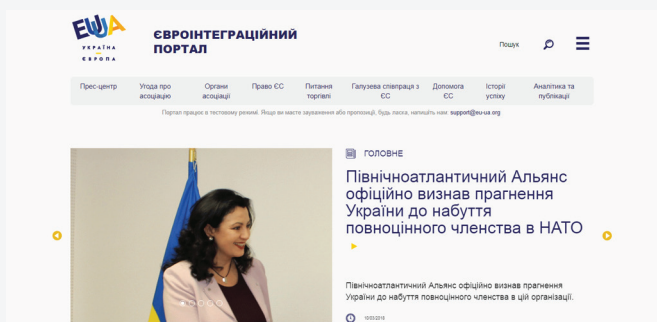 УКРАЇНА
ЄВРОПА
ЄВРОІНТЕГРАЦІЙНИЙ
ПОРТАЛ
Пошук
Прес-центр
Угода про
асоціацію
Органи
асоціації
Право ЄС
Питання
торгівлі
Галузева співпраця з
ЄС
Допомога
ЄС
Історії
успіху
Аналітика та
публікації
Портал працює в тестовому режимі. Якщо ви маєте зауваження або пропозиції, будь ласка, напишіть нам: support@eu-ua.org
ГОЛОВНЕ
Північноатлантичний Альянс
офіційно визнав прагнення
України до набуття
повноцінного членства в НАТО
Північноатлантичний Альянс офіційно визнав прагнення
України до набуття повноцінного членства в цій організації.